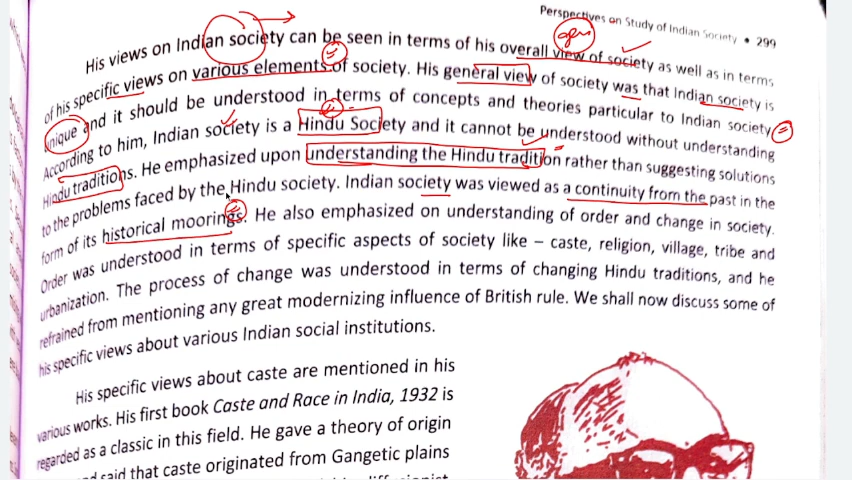 Perspectives on Study of Indian Society • 299
His views on Indian society can be seen in terms of his overall view of society as well as in terms
of his specific views on various elements of society. His general view of society was that Indian society is
unique and it should be understood in terms of concepts and theories particular to Indian society.
According to him, Indian society is a Hindu Society and it cannot be understood without understanding
Hindu traditions. He emphasized upon understanding the Hindu tradition rather than suggesting solutions
to the problems faced by the Hindu society. Indian society was viewed as a continuity from the past in the
form of its historical moorings. He also emphasized on understanding of order and change in society.
Order was understood in terms of specific aspects of society like – caste, religion, village, tribe and
urbanization. The process of change was understood in terms of changing Hindu traditions, and he
refrained from mentioning any great modernizing influence of British rule. We shall now discuss some of
his specific views about various Indian social institutions.
His specific views about caste are mentioned in his
various works. His first book Caste and Race in India, 1932 is
regarded as a classic in this field. He gave a theory of origin
said that caste originated from Gangetic plains